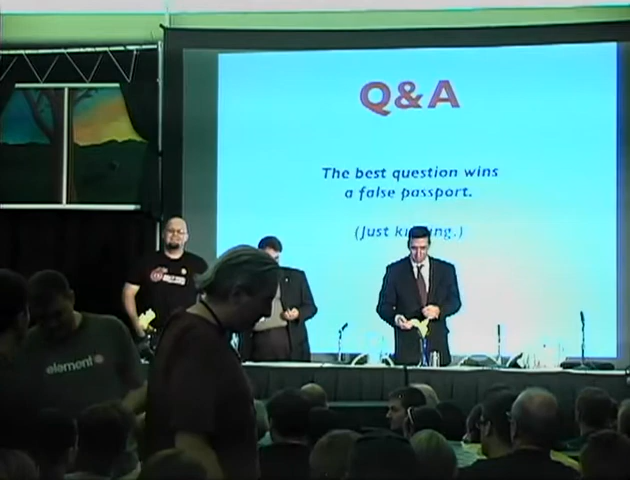 Q&A
The best question wins
a false passport.
(Just
element